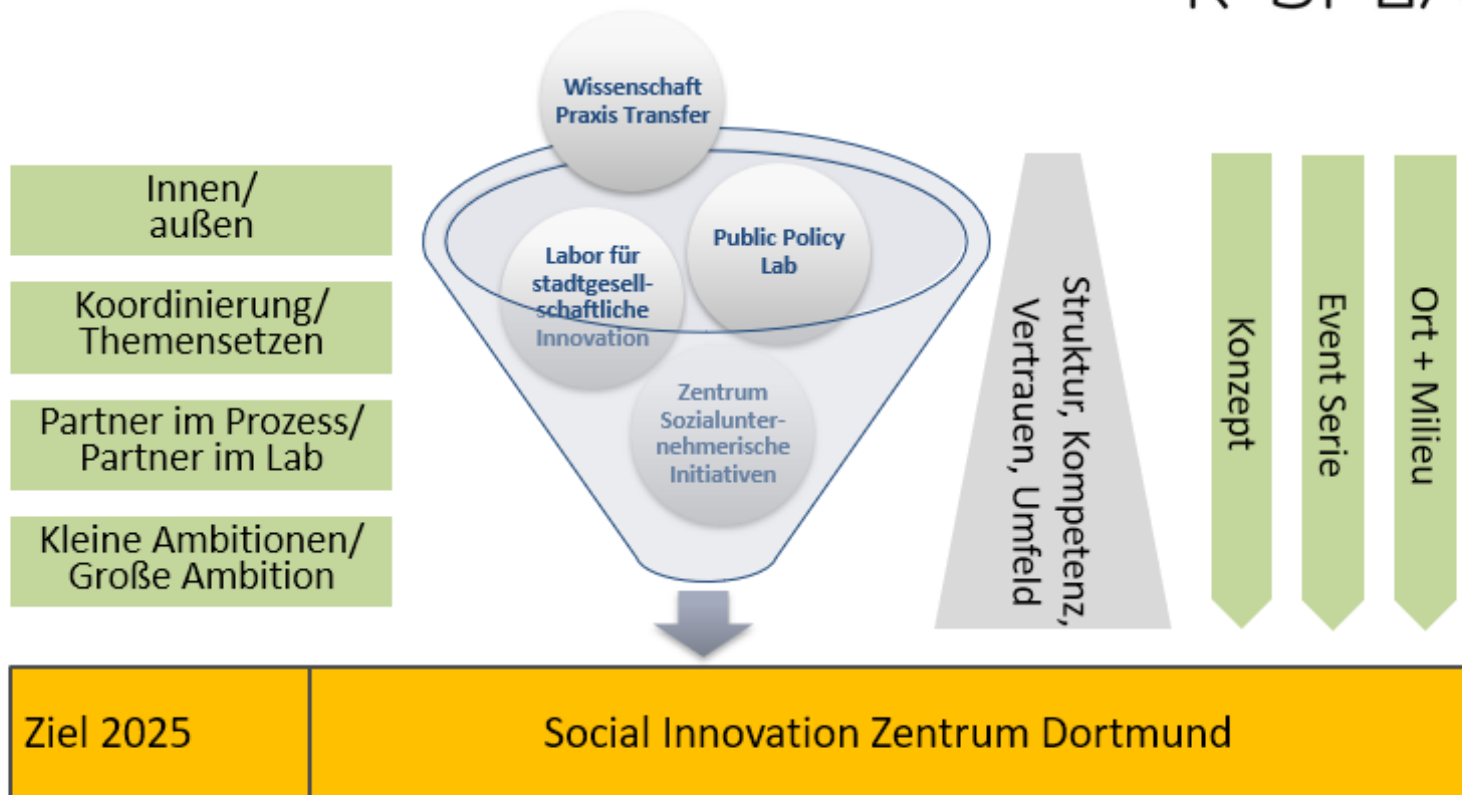 Wissenschaft
Praxis Transfer
Innen/
außen
Koordinierung/
Themensetzen
Partner im Prozess/
Partner im Lab
Kleine Ambitionen/
Große Ambition
Labor für
stadtgesell-
schaftliche
Innovation
Public Policy
Lab
Zentrum
Sozialunter-
nehmerische
Initiativen
Struktur, Kompetenz,
Vertrauen, Umfeld
Konzept
Event Serie
Ort + Milieu
Ziel 2025
Social Innovation Zentrum Dortmund